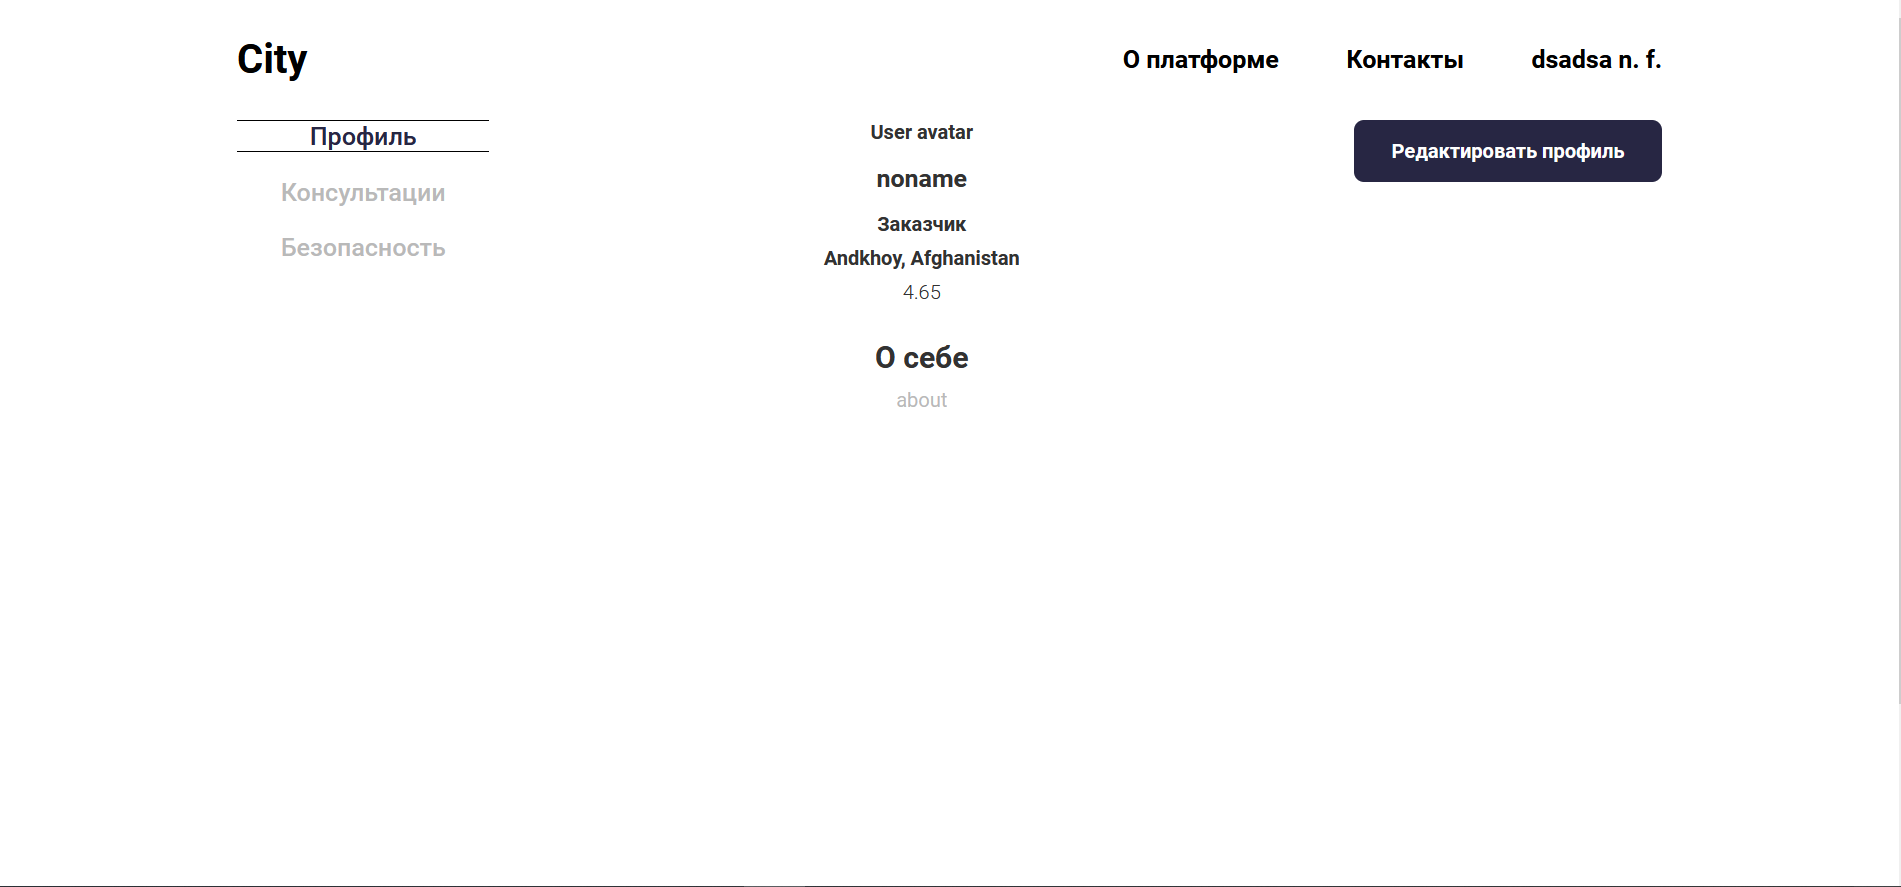 City
О платформе
Контакты
dsadsa n. f.
Профиль
Консультации
Безопасность
User avatar
noname
Заказчик
Andkhoy, Afghanistan
4.65
О себе
about
Редактировать профиль